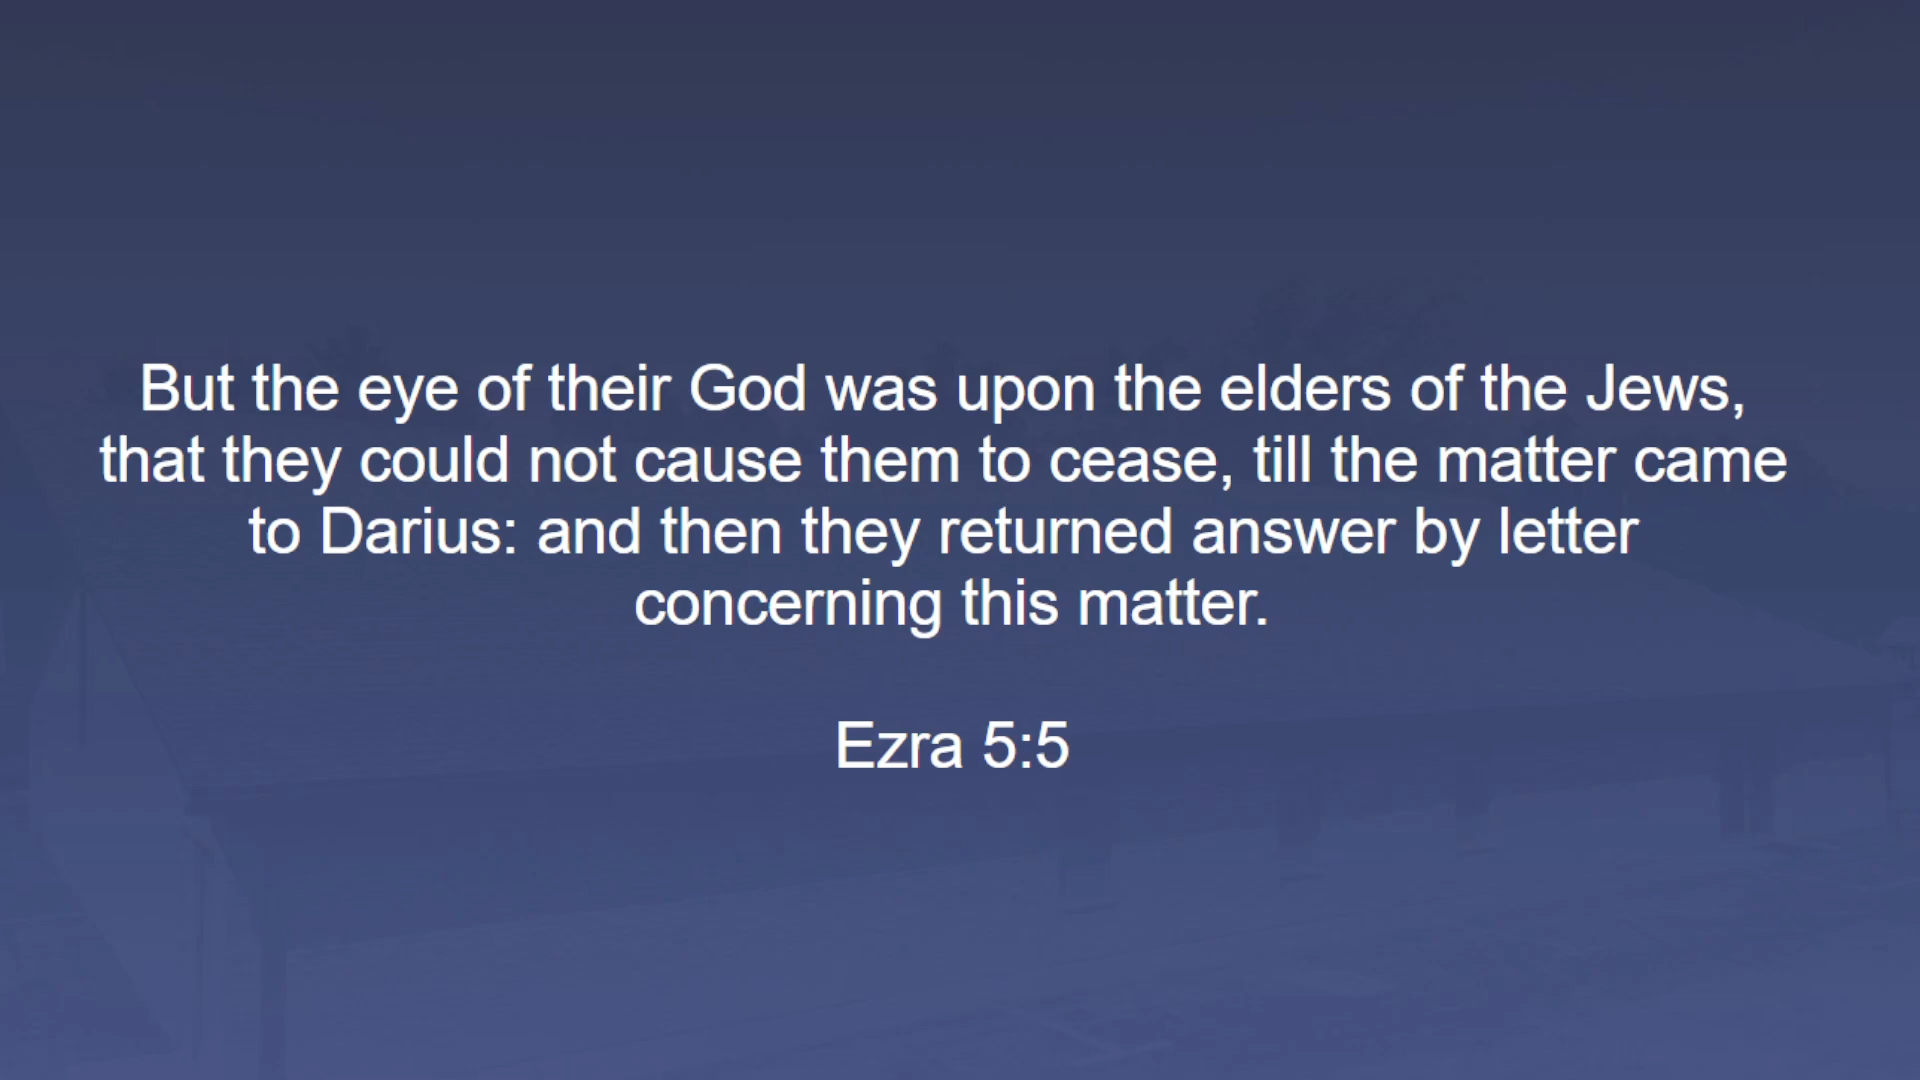 But the eye of their God was upon the elders of the Jews,
that they could not cause them to cease, till the matter came
to Darius: and then they returned answer by letter
concerning this matter.
Ezra 5:5